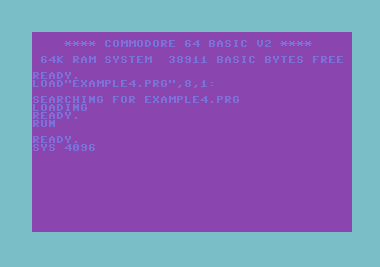 **** COMMODORE 64 BASIC V2 ****
64K RAM SYSTEM  38911 BASIC BYTES FREE
READY.
LOAD"EXAMPLE4.PRG",8,1:
SEARCHING FOR EXAMPLE4.PRG
LOADING
READY.
RUN
READY.
SYS 4096